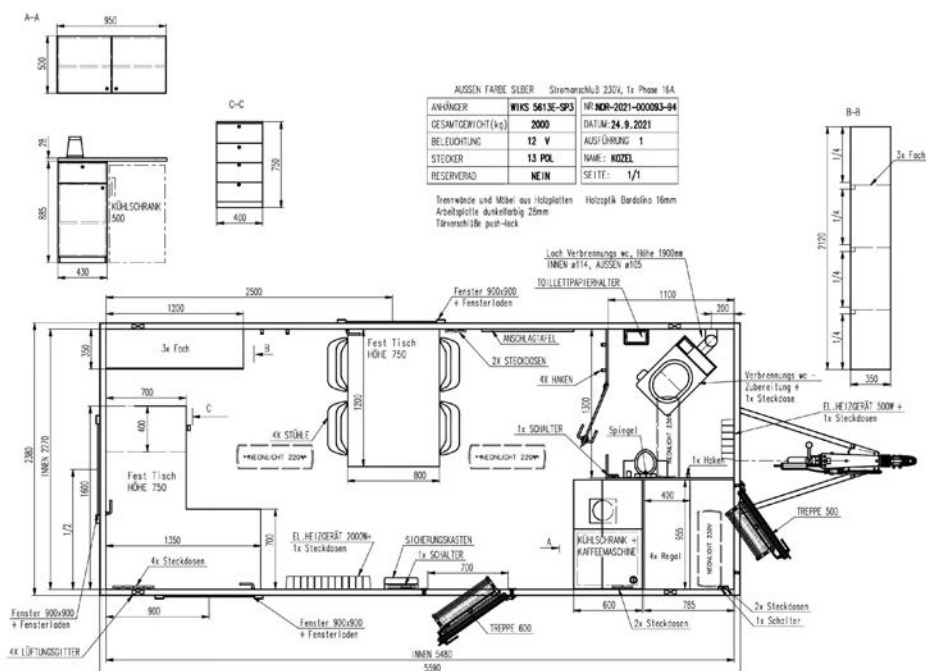 A-A
950
500
28
885
KÜHLSCHRANK
500
430
C-C
750
400
AUSSEN FARBE SILBER Stromanschluß 230V, 1x Phase 16A
ANHÄNGER WIKS 5613E-SP3 NR:NOR-2021-000093-94
GESAMTGEWICHT(kg) 2000 DATUM: 24.9.2021
BELEUCHTUNG 12 V AUSFÜHRUNG 1
STECKER 13 POL NAME: KOZEL
RESERVERAD NEIN SEITE: 1/1
Trennwände und Möbel aus Holzplatten Holzoptik Bardolino 16mm
Arbeitsplatte dunkelfarbig 28mm
Türverschlüße push-lock
B-B
3x Fach
1/4
1/4
1/4
1/4
2120
350
Loch Verbrennungs wc, Höhe 1900mm
INNEN ø114, AUSSEN ø105
TOILLETTPAPIERHALTER
2500
1200
Fenster 900x900
+ Fensterladen
1100
200
350
3x Fach
B
Fest Tisch
HÖHE 750
2X STECKDOSEN
ANSCHLAGTAFEL
4X HAKEN
1300
Verbrennungs wc -
Zubereitung +
1x Steckdose
EL.HEIZGERÄT 500W +
1x Steckdosen
700
400
C
1200
4X STÜHLE
1x SCHALTER
Spiegel
NEONLICHT 230V
NEONLICHT 220V
NEONLICHT 220V
2380
INNEN 2270
1600
1/2
Fest Tisch
HÖHE 750
800
1x Haken
400
TREPPE 500
1350
700
EL.HEIZGERÄT 2000W+
1x Steckdosen
SICHERUNGSKASTEN
1x SCHALTER
A
KÜHLSCHRANK +
KAFFEEMASCHINE
955
4x Regal
NEONLICHT 230V
4x Steckdosen
700
Fenster 900x900
+ Fensterladen
900
4X LÜFTUNGSGITTER
Fenster 900x900
+ Fensterladen
TREPPE 600
600
785
2x Steckdosen
2x Steckdosen
1x Schalter
INNEN 5480
5590